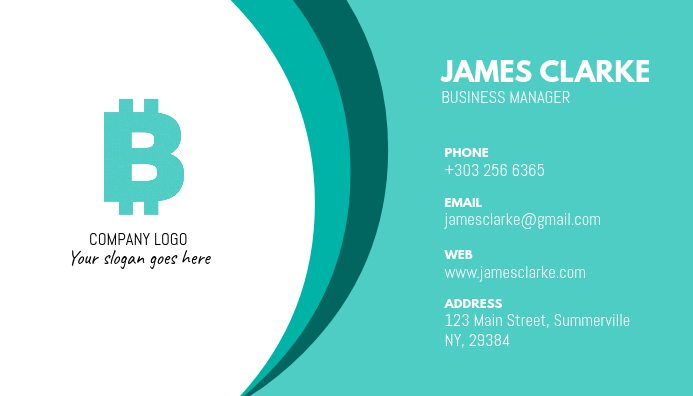 COMPANY LOGO
Your slogan goes here
JAMES CLARKE
BUSINESS MANAGER
PHONE
+303 256 6365
EMAIL
jamesclarke@gmail.com
WEB
www.jamesclarke.com
ADDRESS
123 Main Street, Summerville
NY, 29384